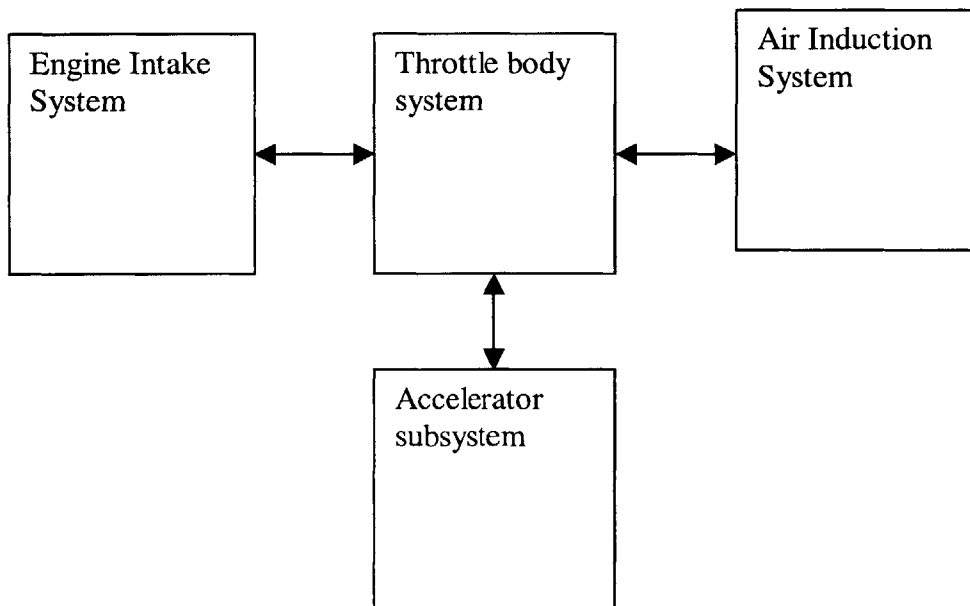 Engine Intake
System
Throttle body
system
Air Induction
System
Accelerator
subsystem